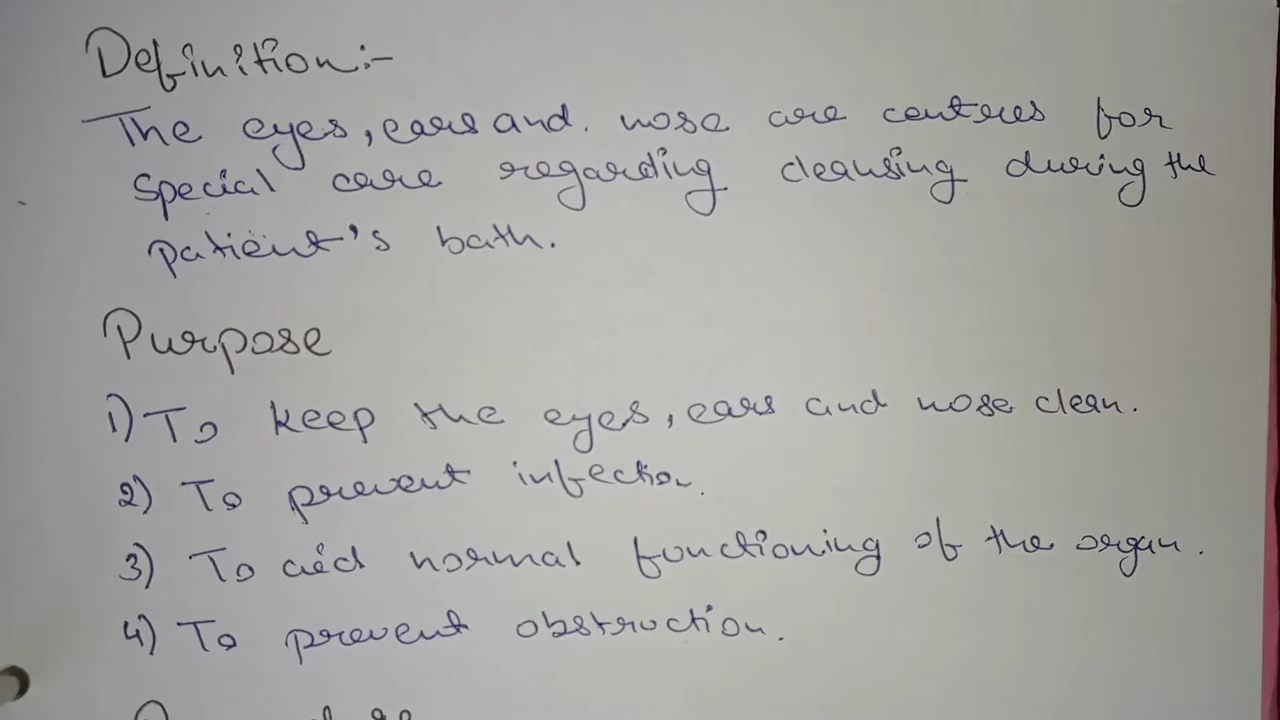 Definition:-
The eyes, ears and. nose are centres for
special care regarding cleansing during the
patient's bath.
Purpose
1) To keep the eyes, ears and nose clean.
2) To prevent infection.
3) To aid normal functioning of the organ.
4) To prevent obstruction.